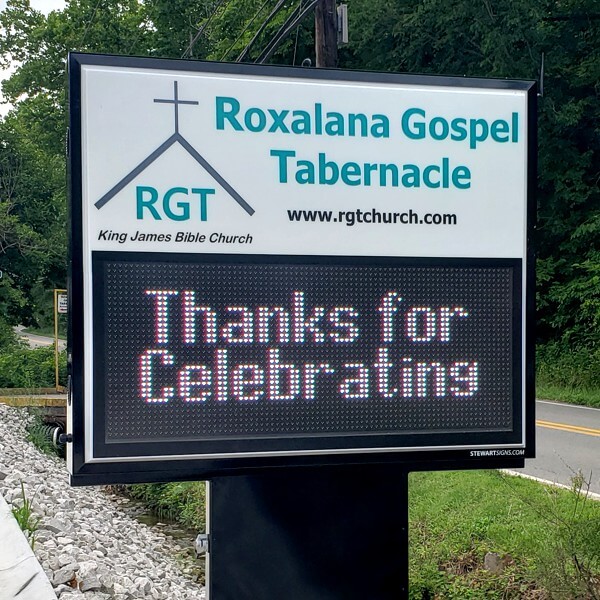 Roxalana Gospel
Tabernacle
RGT
www.rgtchurch.com
King James Bible Church
Thanks for
Celebrating
STEWARTSIGNS.COM